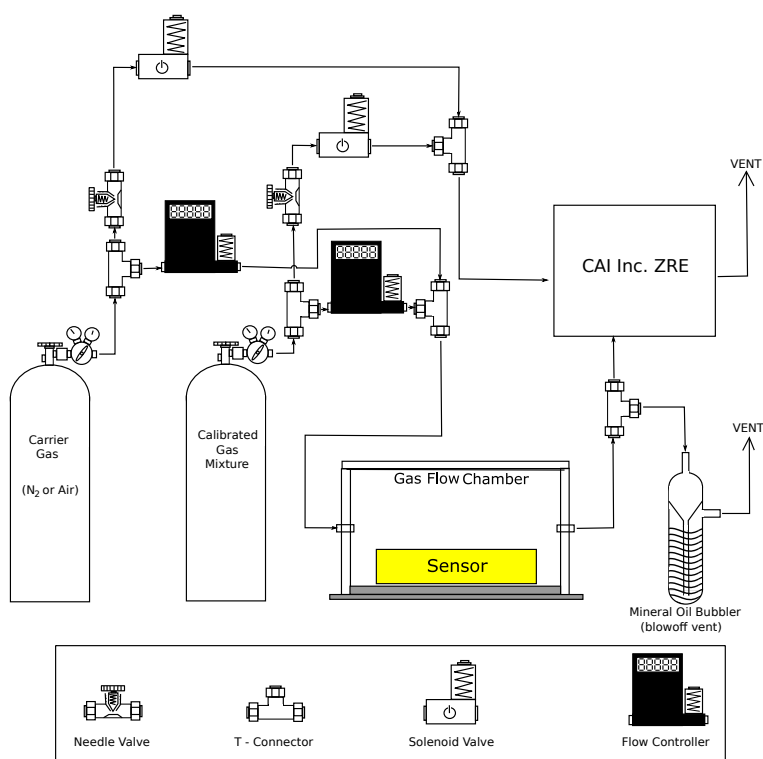 VENT
CAI Inc. ZRE
Carrier
Gas
(N2 or Air)
Calibrated
Gas
Mixture
VENT
Gas Flow Chamber
Sensor
Mineral Oil Bubbler
(blowoff vent)
Needle Valve
T - Connector
Solenoid Valve
Flow Controller